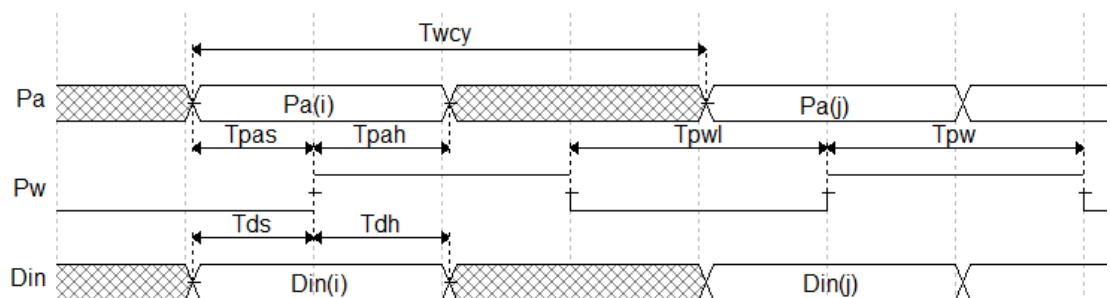 Twcy
Pa Pa(i) Pa(j)
Tpas Tpah Tpwl Tpw
Pw
Tds Tdh
Din Din(i) Din(j)